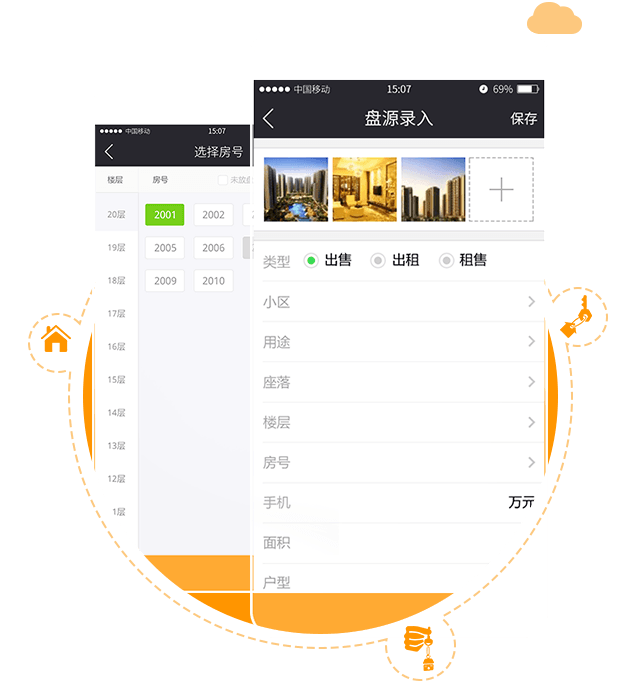 中国移动 15:07
选择房号
楼层 房号 未放盘
20层 2001 2002
19层 2005 2006
18层 2009 2010
17层
16层
15层
14层
13层
12层
1层
中国移动 15:07 69%
盘源录入 保存
类型 出售 出租 租售
小区
用途
座落
楼层
房号
手机 万元
面积
户型